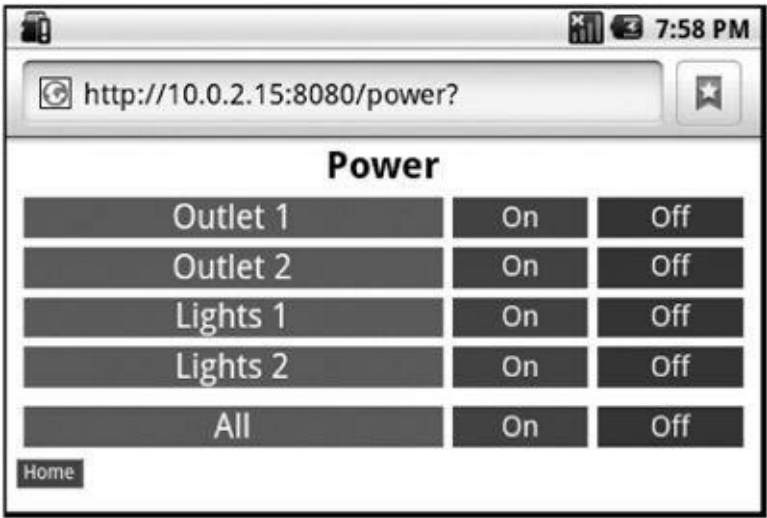 7:58 PM
http://10.0.2.15:8080/power?
Power
Outlet 1 On Off
Outlet 2 On Off
Lights 1 On Off
Lights 2 On Off
All On Off
Home